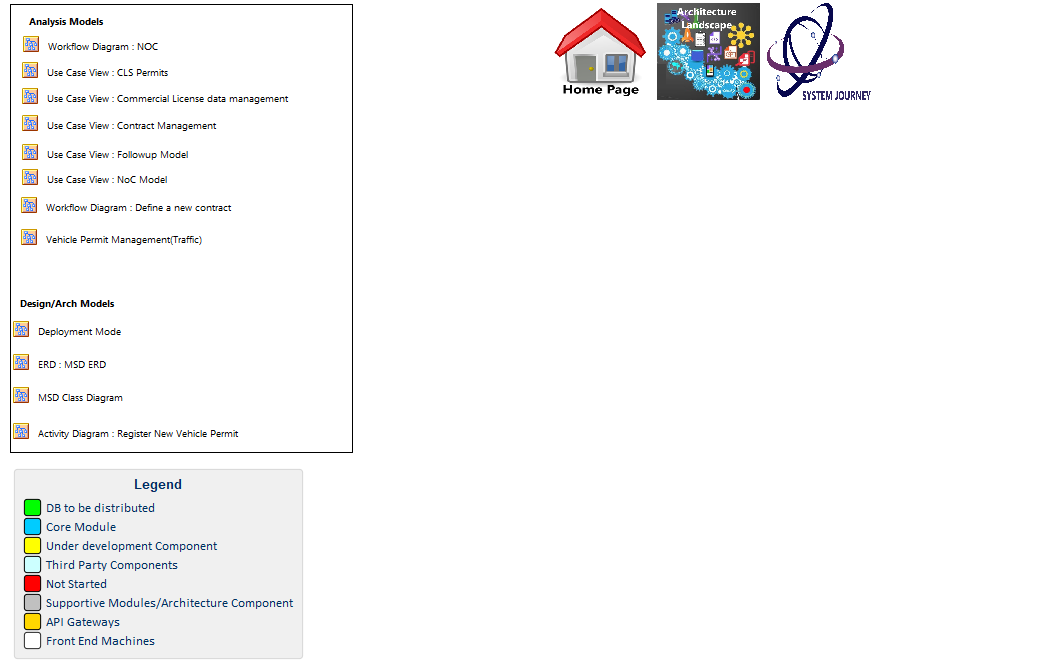 Analysis Models
Workflow Diagram : NOC
Use Case View : CLS Permits
Use Case View : Commercial License data management
Use Case View : Contract Management
Use Case View : Followup Model
Use Case View : NoC Model
Workflow Diagram : Define a new contract
Vehicle Permit Management(Traffic)
Design/Arch Models
Deployment Mode
ERD : MSD ERD
MSD Class Diagram
Activity Diagram : Register New Vehicle Permit
Home Page
Architecture
Landscape
SYSTEM JOURNEY
Legend
DB to be distributed
Core Module
Under development Component
Third Party Components
Not Started
Supportive Modules/Architecture Component
API Gateways
Front End Machines